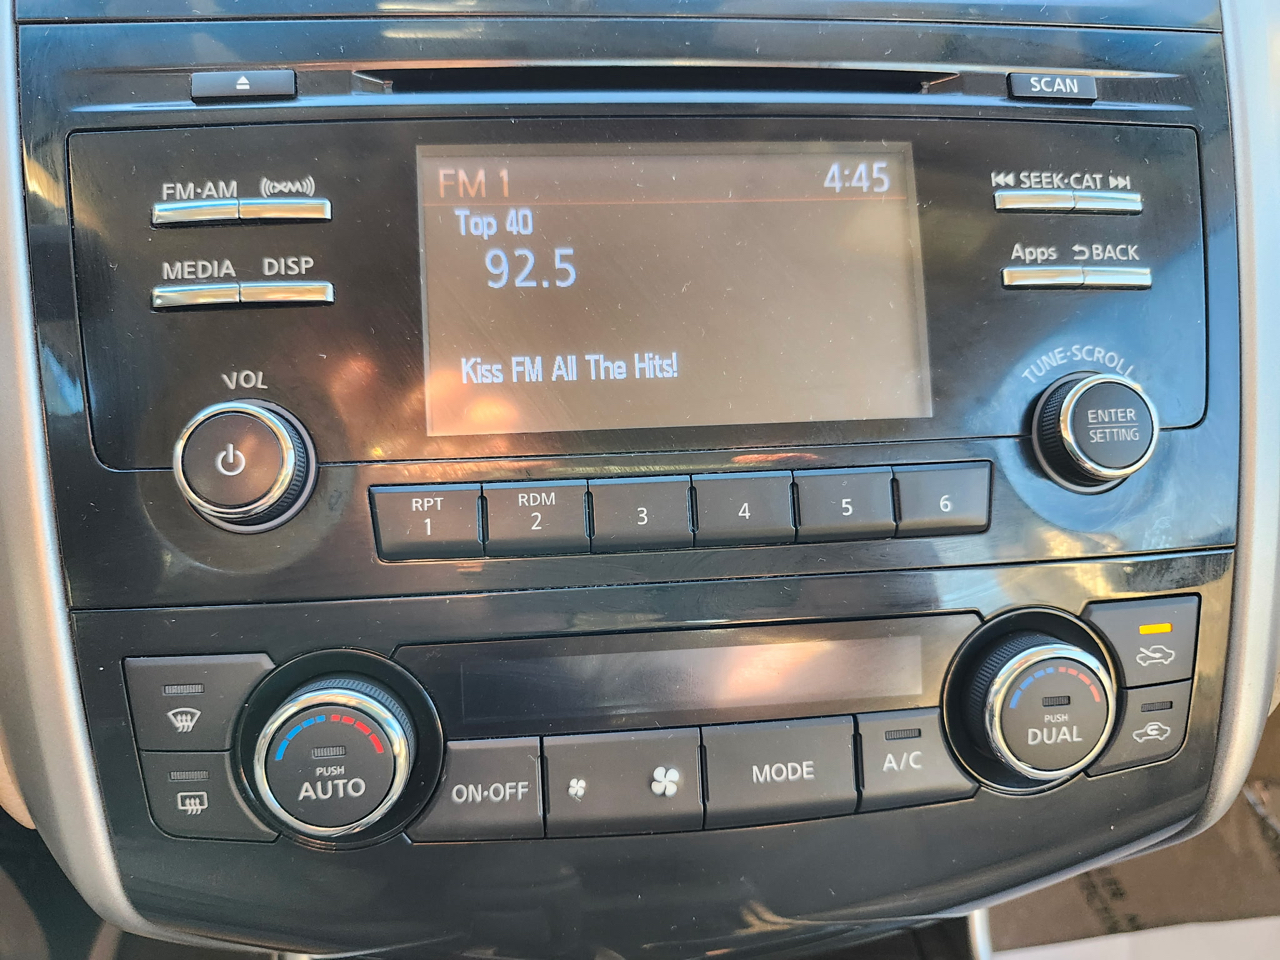 SCAN
FM·AM
((XM))
MEDIA
DISP
VOL
FM 1
4:45
Top 40
92.5
Kiss FM All The Hits!
SEEK·CAT
Apps
BACK
TUNE·SCROLL
ENTER
SETTING
RPT
1
RDM
2
3
4
5
6
PUSH
AUTO
ON·OFF
MODE
A/C
PUSH
DUAL